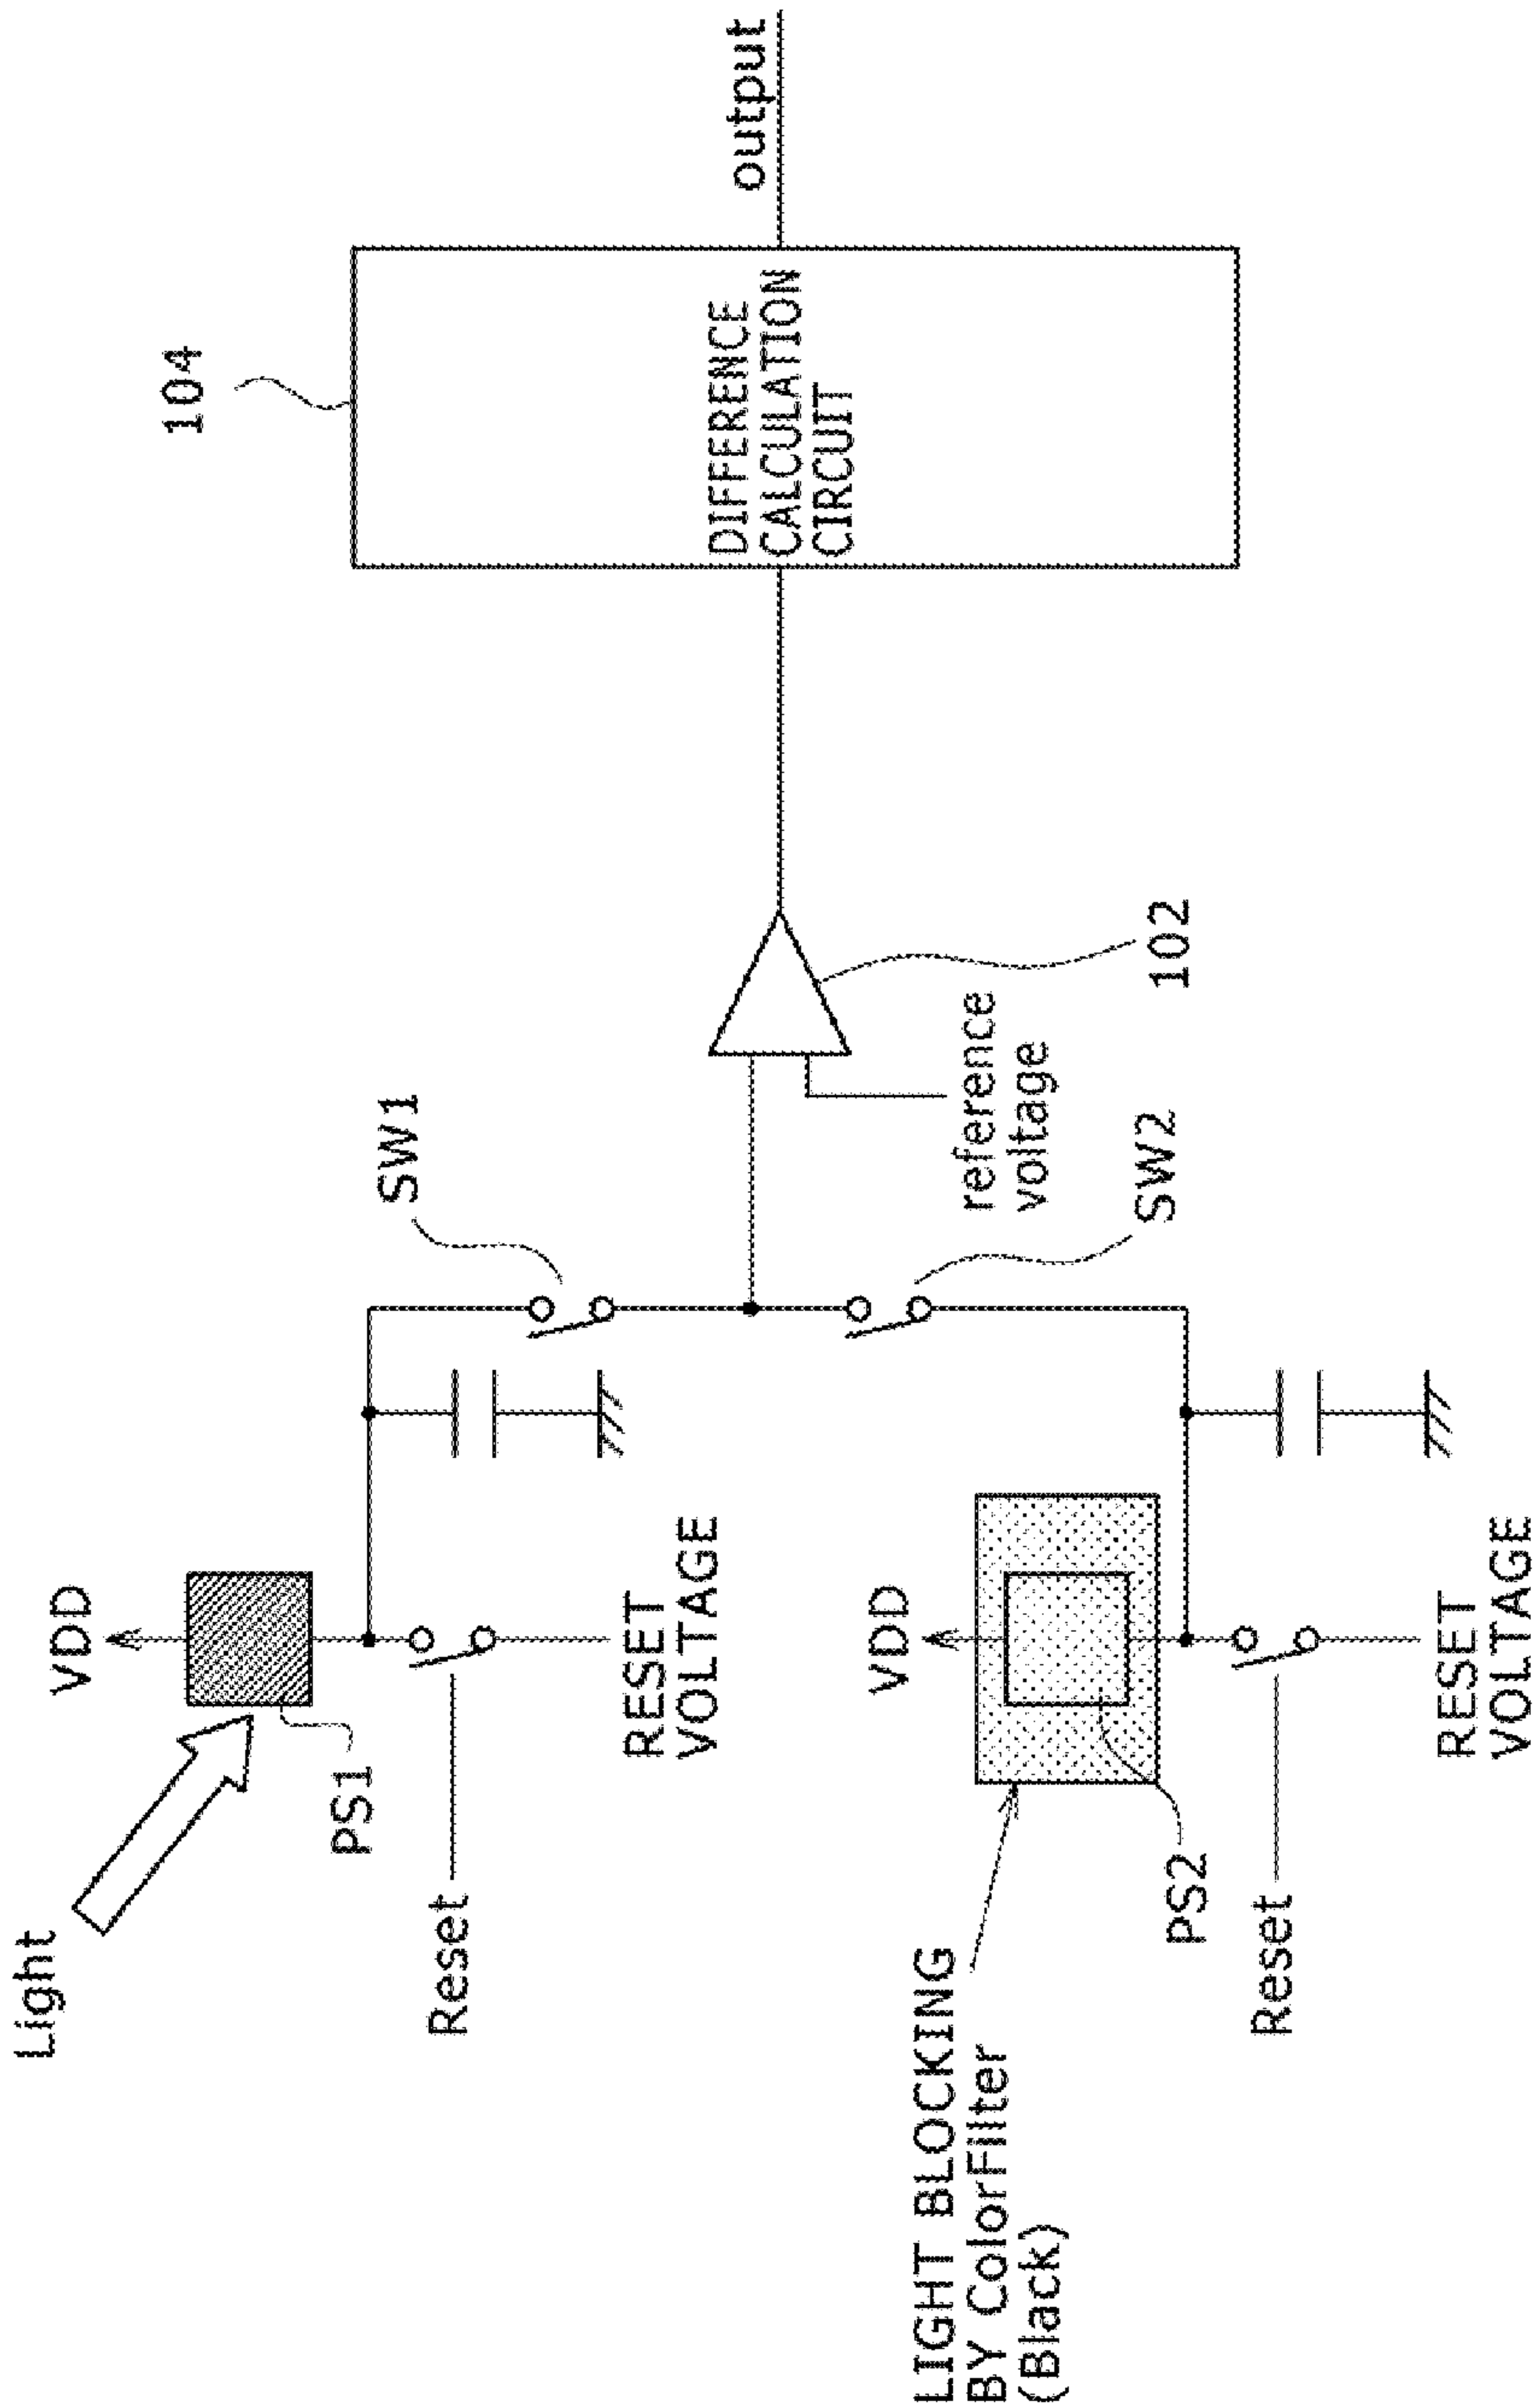 Light
VDD
PS1
Reset
RESET
VOLTAGE
SW1
104
DIFFERENCE
CALCULATION
CIRCUIT
output
reference
voltage
102
SW2
LIGHT BLOCKING
BY ColorFilter
(Black)
VDD
PS2
Reset
RESET
VOLTAGE